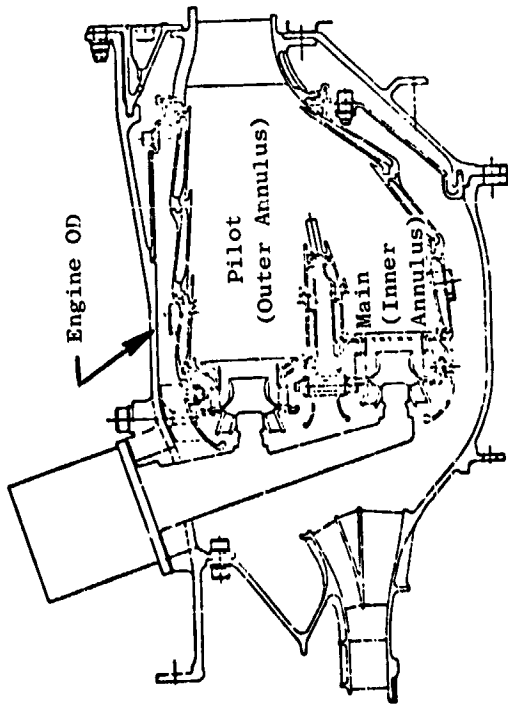 Engine OD
Pilot
(Outer Annulus)
Main
(Inner
Annulus)